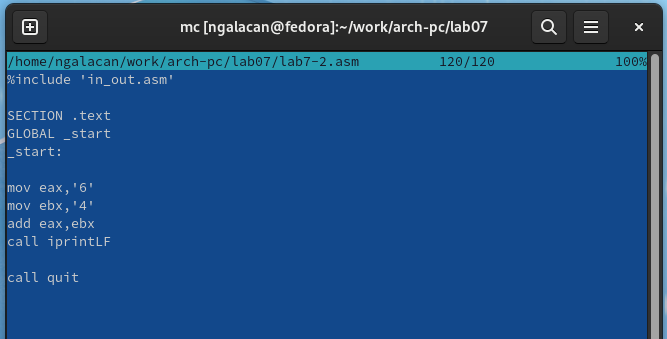 mc [ngalacan@fedora]:~/work/arch-pc/lab07
/home/ngalacan/work/arch-pc/lab07/lab7-2.asm 120/120 100%
%include 'in_out.asm'
SECTION .text
GLOBAL _start
_start:
mov eax,'6'
mov ebx,'4'
add eax,ebx
call iprintLF
call quit